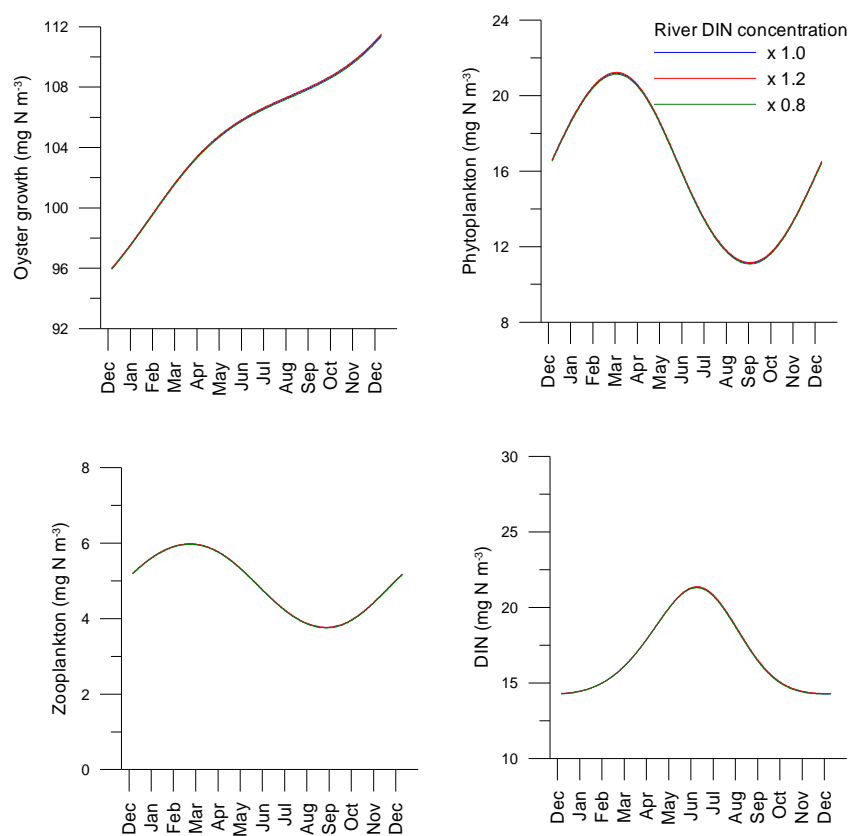 112
108
104
100
96
92
Oyster growth (mg N m-3)
Dec
Jan
Feb
Mar
Apr
May
Jun
Jul
Aug
Sep
Oct
Nov
Dec
24
20
16
12
8
Phytoplankton (mg N m-3)
Dec
Jan
Feb
Mar
Apr
May
Jun
Jul
Aug
Sep
Oct
Nov
Dec
River DIN concentration
x 1.0
x 1.2
x 0.8
8
6
4
2
0
Zooplankton (mg N m-3)
Dec
Jan
Feb
Mar
Apr
May
Jun
Jul
Aug
Sep
Oct
Nov
Dec
30
25
20
15
10
DIN (mg N m-3)
Dec
Jan
Feb
Mar
Apr
May
Jun
Jul
Aug
Sep
Oct
Nov
Dec